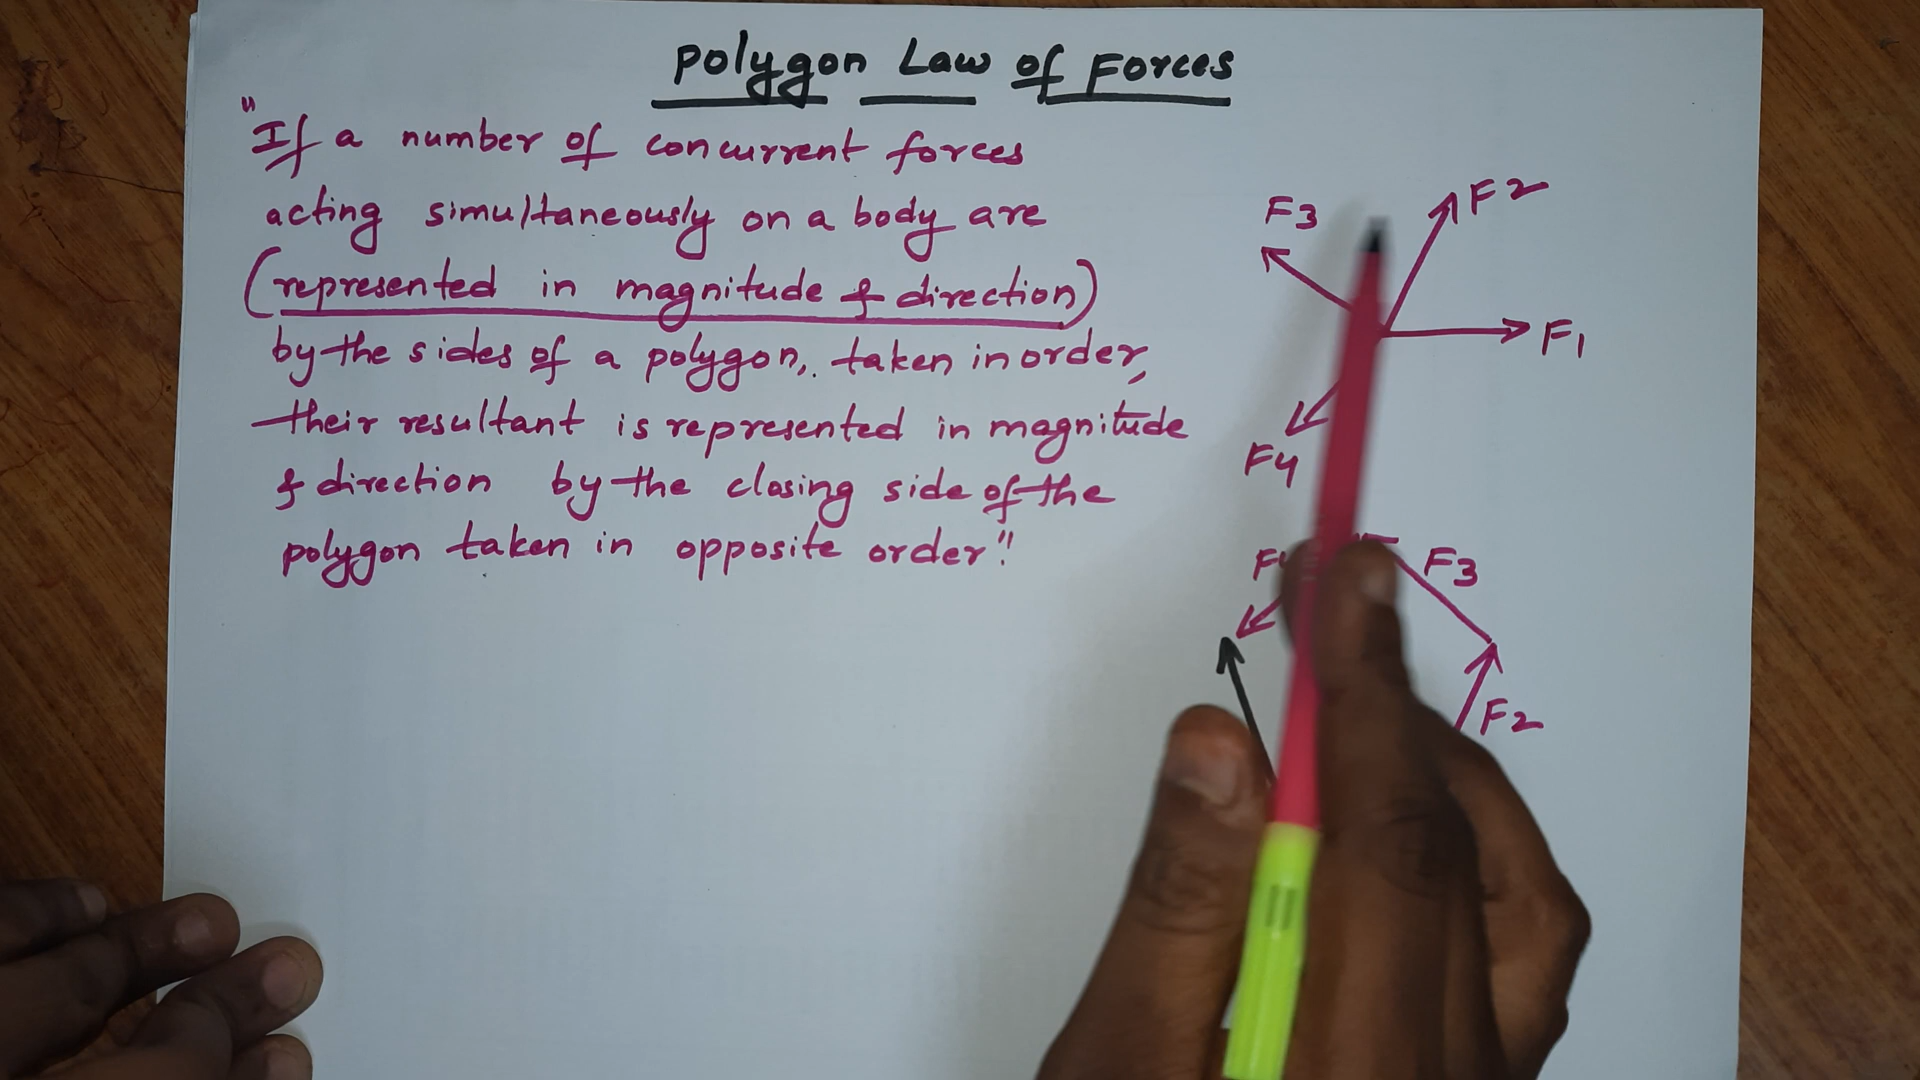 Polygon Law of Forces
"If a number of concurrent forces
acting simultaneously on a body are
(represented in magnitude & direction)
by the sides of a polygon, taken in order,
their resultant is represented in magnitude
& direction by the closing side of the
polygon taken in opposite order"
F2
F3
F1
F4
F3
F2